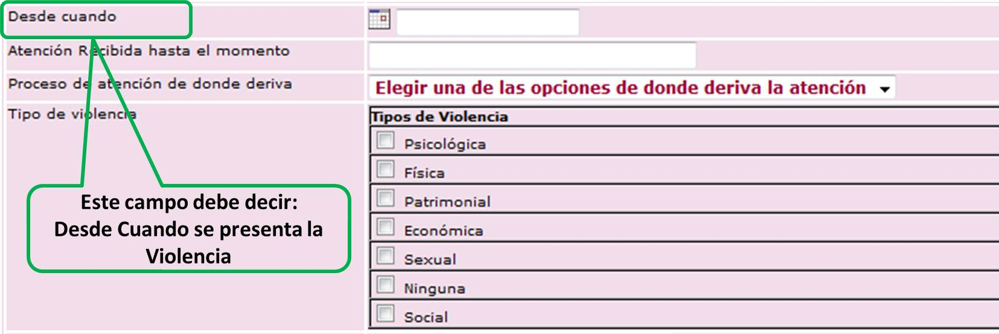 Desde cuando
Atención Recibida hasta el momento
Proceso de atención de donde deriva
Elegir una de las opciones de donde deriva la atención
Tipo de violencia
Tipos de Violencia
Psicológica
Física
Patrimonial
Económica
Sexual
Ninguna
Social
Este campo debe decir:
Desde Cuando se presenta la
Violencia